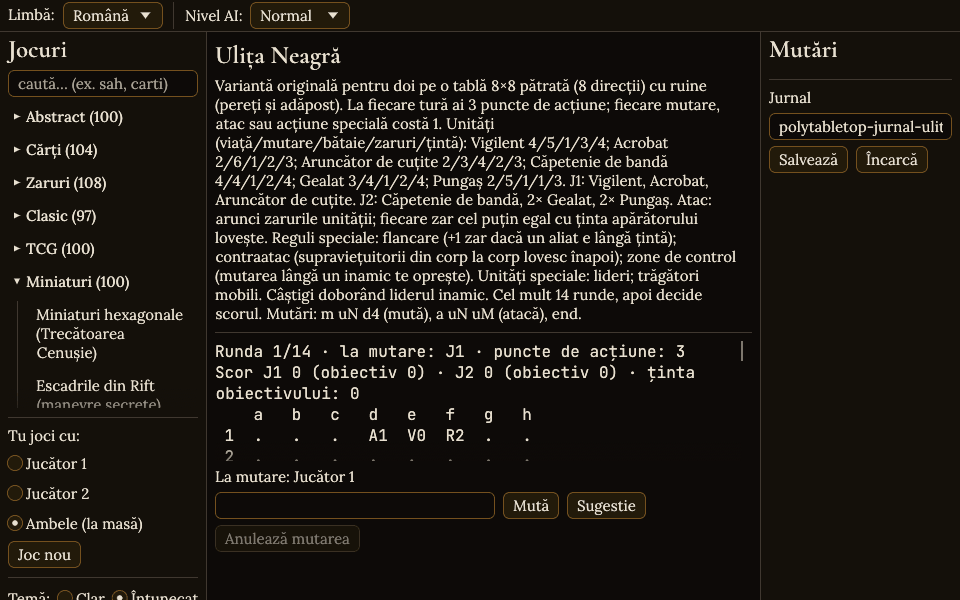 Limbă: Română ▼ Nivel AI: Normal ▼
Jocuri
caută... (ex. sah, carti)
▸ Abstract (100)
▸ Cărți (104)
▸ Zaruri (108)
▸ Clasic (97)
▸ TCG (100)
▾ Miniaturi (100)
Miniaturi hexagonale
(Trecătoarea
Cenușie)
Escadrile din Rift
(manevre secrete)
Tu joci cu:
Jucător 1
Jucător 2
Ambele (la masă)
Joc nou
Temă: Clar Întunecat
Ulița Neagră
Variantă originală pentru doi pe o tablă 8×8 pătrată (8 direcții) cu ruine
(pereți și adăpost). La fiecare tură ai 3 puncte de acțiune; fiecare mutare,
atac sau acțiune specială costă 1. Unități
(viață/mutare/bătaie/zaruri/țintă): Vigilent 4/5/1/3/4; Acrobat
2/6/1/2/3; Aruncător de cuțite 2/3/4/2/3; Căpetenie de bandă
4/4/1/2/4; Gealat 3/4/1/2/4; Pungaș 2/5/1/1/3. J1: Vigilent, Acrobat,
Aruncător de cuțite. J2: Căpetenie de bandă, 2× Gealat, 2× Pungaș. Atac:
arunci zarurile unității; fiecare zar cel puțin egal cu ținta apărătorului
lovește. Reguli speciale: flancare (+1 zar dacă un aliat e lângă țintă);
contraatac (supraviețuitorii din corp la corp lovesc înapoi); zone de control
(mutarea lângă un inamic te oprește). Unități speciale: lideri; trăgători
mobili. Câștigi doborând liderul inamic. Cel mult 14 runde, apoi decide
scorul. Mutări: m uN d4 (mută), a uN uM (atacă), end.
Runda 1/14 · la mutare: J1 · puncte de acțiune: 3
Scor J1 0 (obiectiv 0) · J2 0 (obiectiv 0) · ținta
obiectivului: 0
a b c d e f g h
1 . . . A1 V0 R2 . .
2 . . . . . . . .
La mutare: Jucător 1
Mută Sugestie
Anulează mutarea
Mutări
Jurnal
polytabletop-jurnal-ulit
Salvează Încarcă